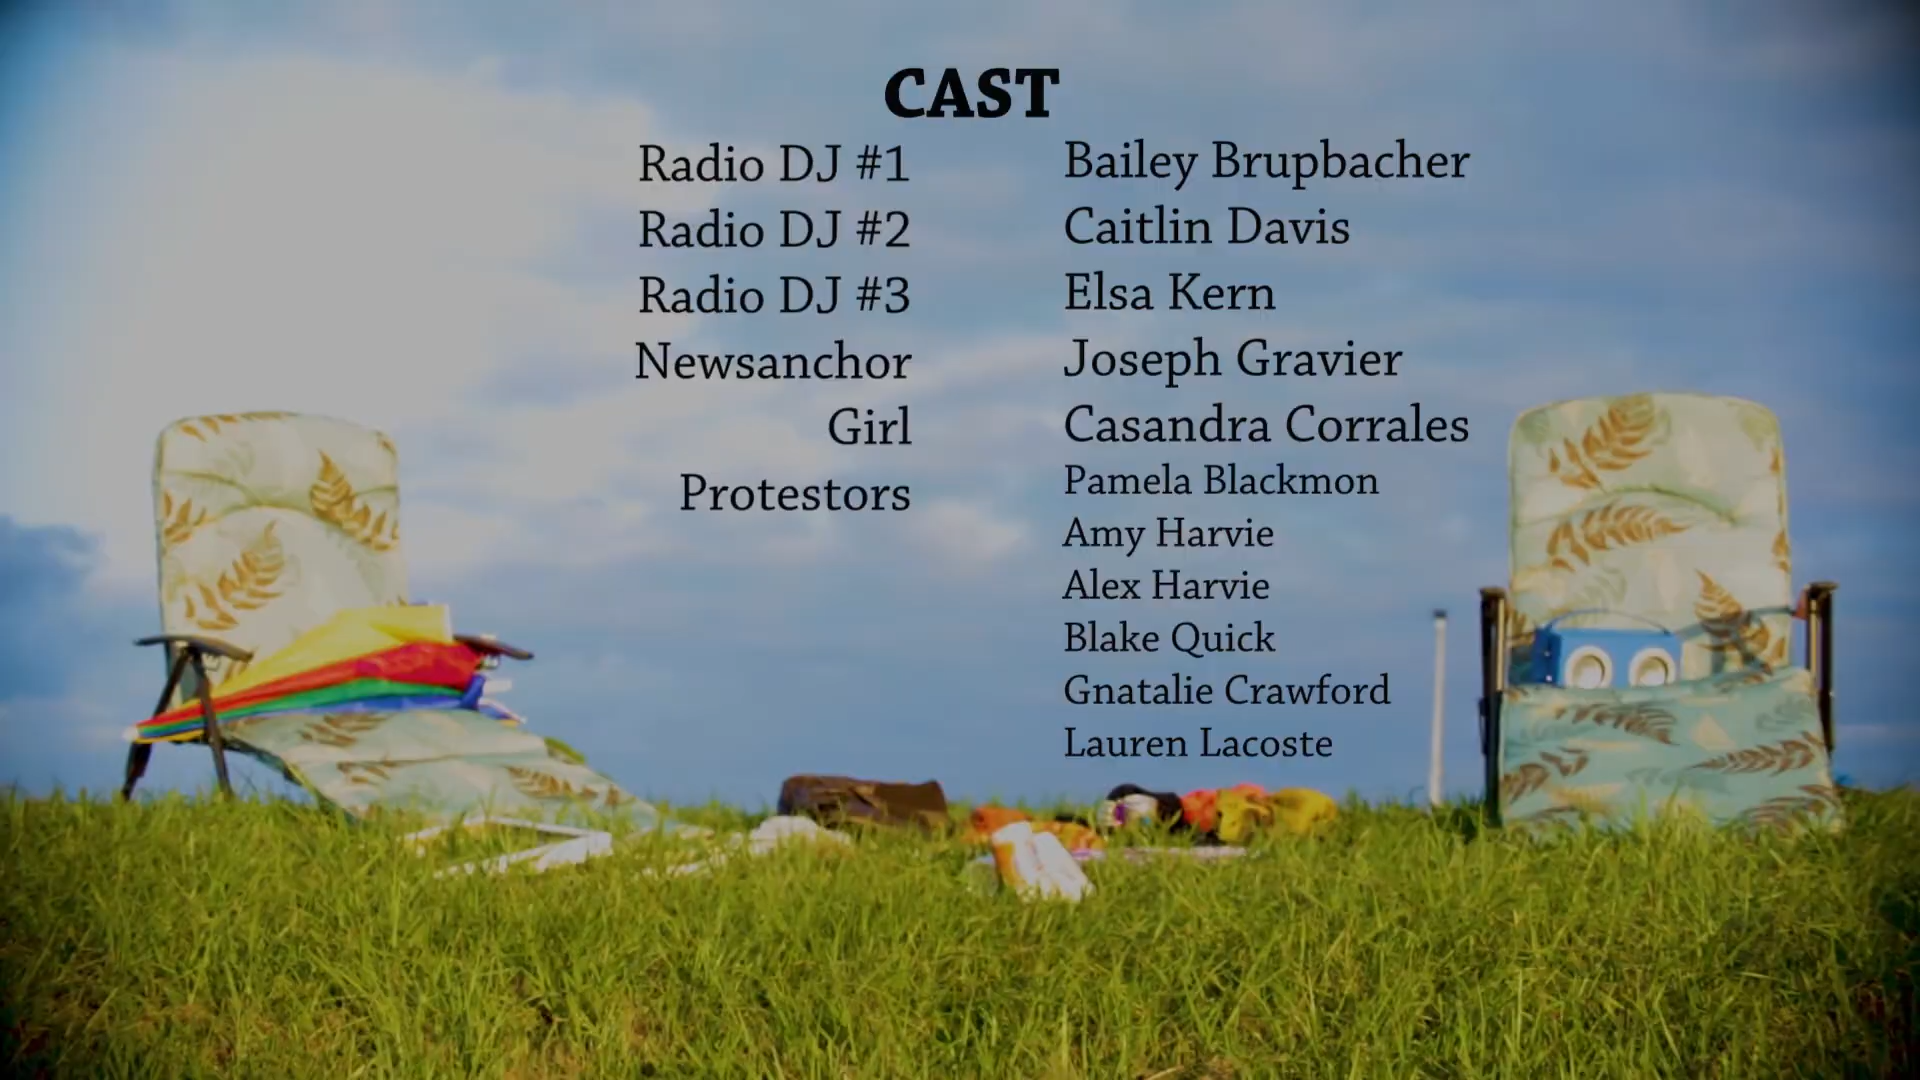 CAST
Radio DJ #1 Bailey Brupbacher
Radio DJ #2 Caitlin Davis
Radio DJ #3 Elsa Kern
Newsanchor Joseph Gravier
Girl Casandra Corrales
Protestors Pamela Blackmon
Amy Harvie
Alex Harvie
Blake Quick
Gnatalie Crawford
Lauren Lacoste